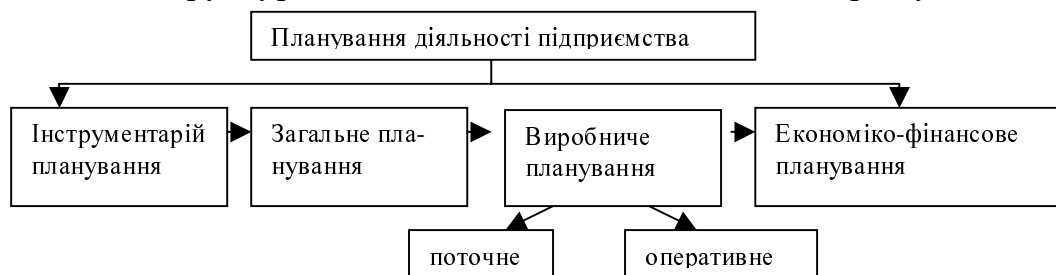 Планування діяльності підприємства
Інструментарій
планування
Загальне пла-
нування
Виробниче
планування
Економіко-фінансове
планування
поточне
оперативне